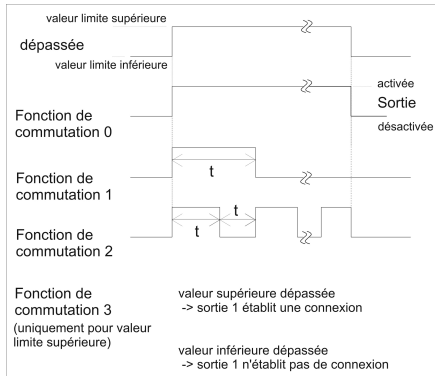 valeur limite supérieure
dépassée
valeur limite inférieure
activée
Sortie
désactivée
Fonction de
commutation 0
t
Fonction de
commutation 1
t
t
Fonction de
commutation 2
Fonction de
commutation 3
(uniquement pour valeur
limite supérieure)
valeur supérieure dépassée
-> sortie 1 établit une connexion
valeur inférieure dépassée
-> sortie 1 n'établit pas de connexion